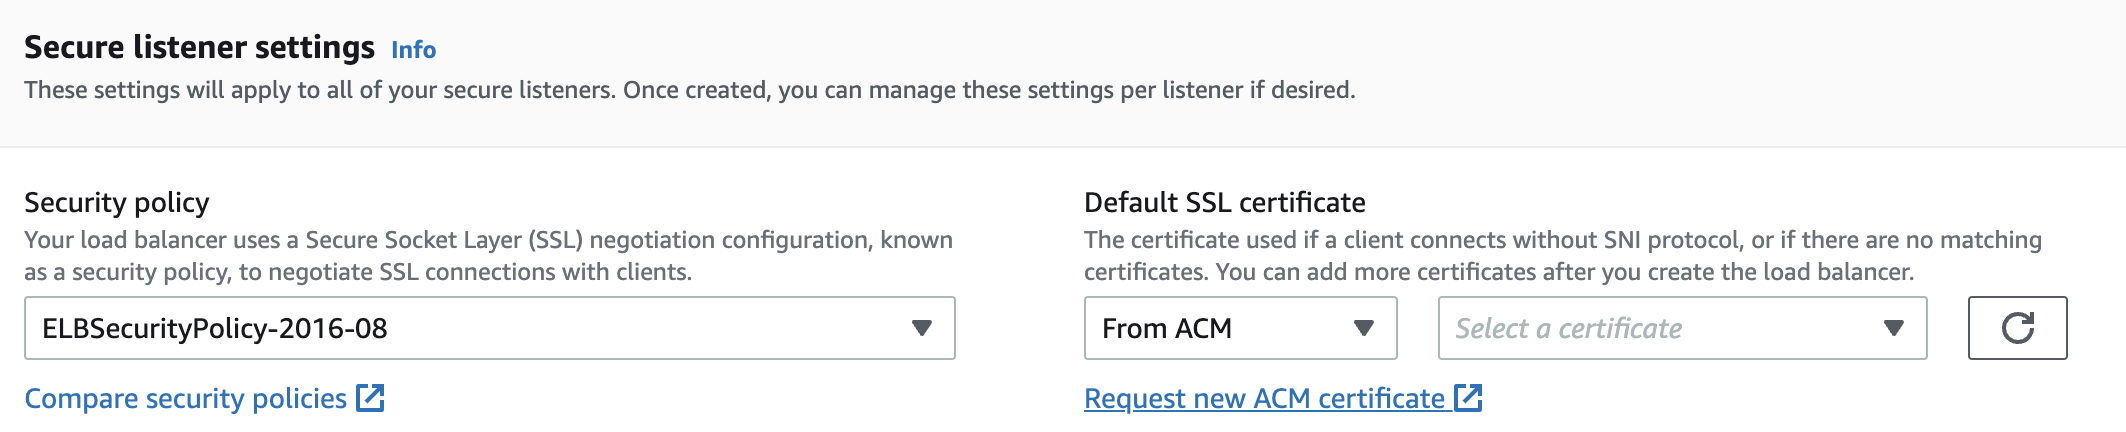 Secure listener settings Info
These settings will apply to all of your secure listeners. Once created, you can manage these settings per listener if desired.
Security policy
Your load balancer uses a Secure Socket Layer (SSL) negotiation configuration, known
as a security policy, to negotiate SSL connections with clients.
ELBSecurityPolicy-2016-08
Compare security policies
Default SSL certificate
The certificate used if a client connects without SNI protocol, or if there are no matching
certificates. You can add more certificates after you create the load balancer.
From ACM
Select a certificate
Request new ACM certificate